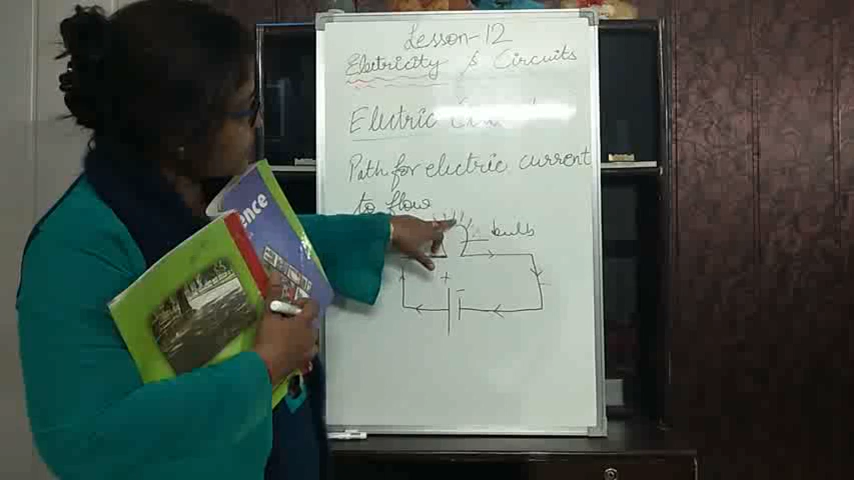 Lesson-12
Electricity & Circuits
Electric
Path for electric current
to flow
bulb
+ -
ence